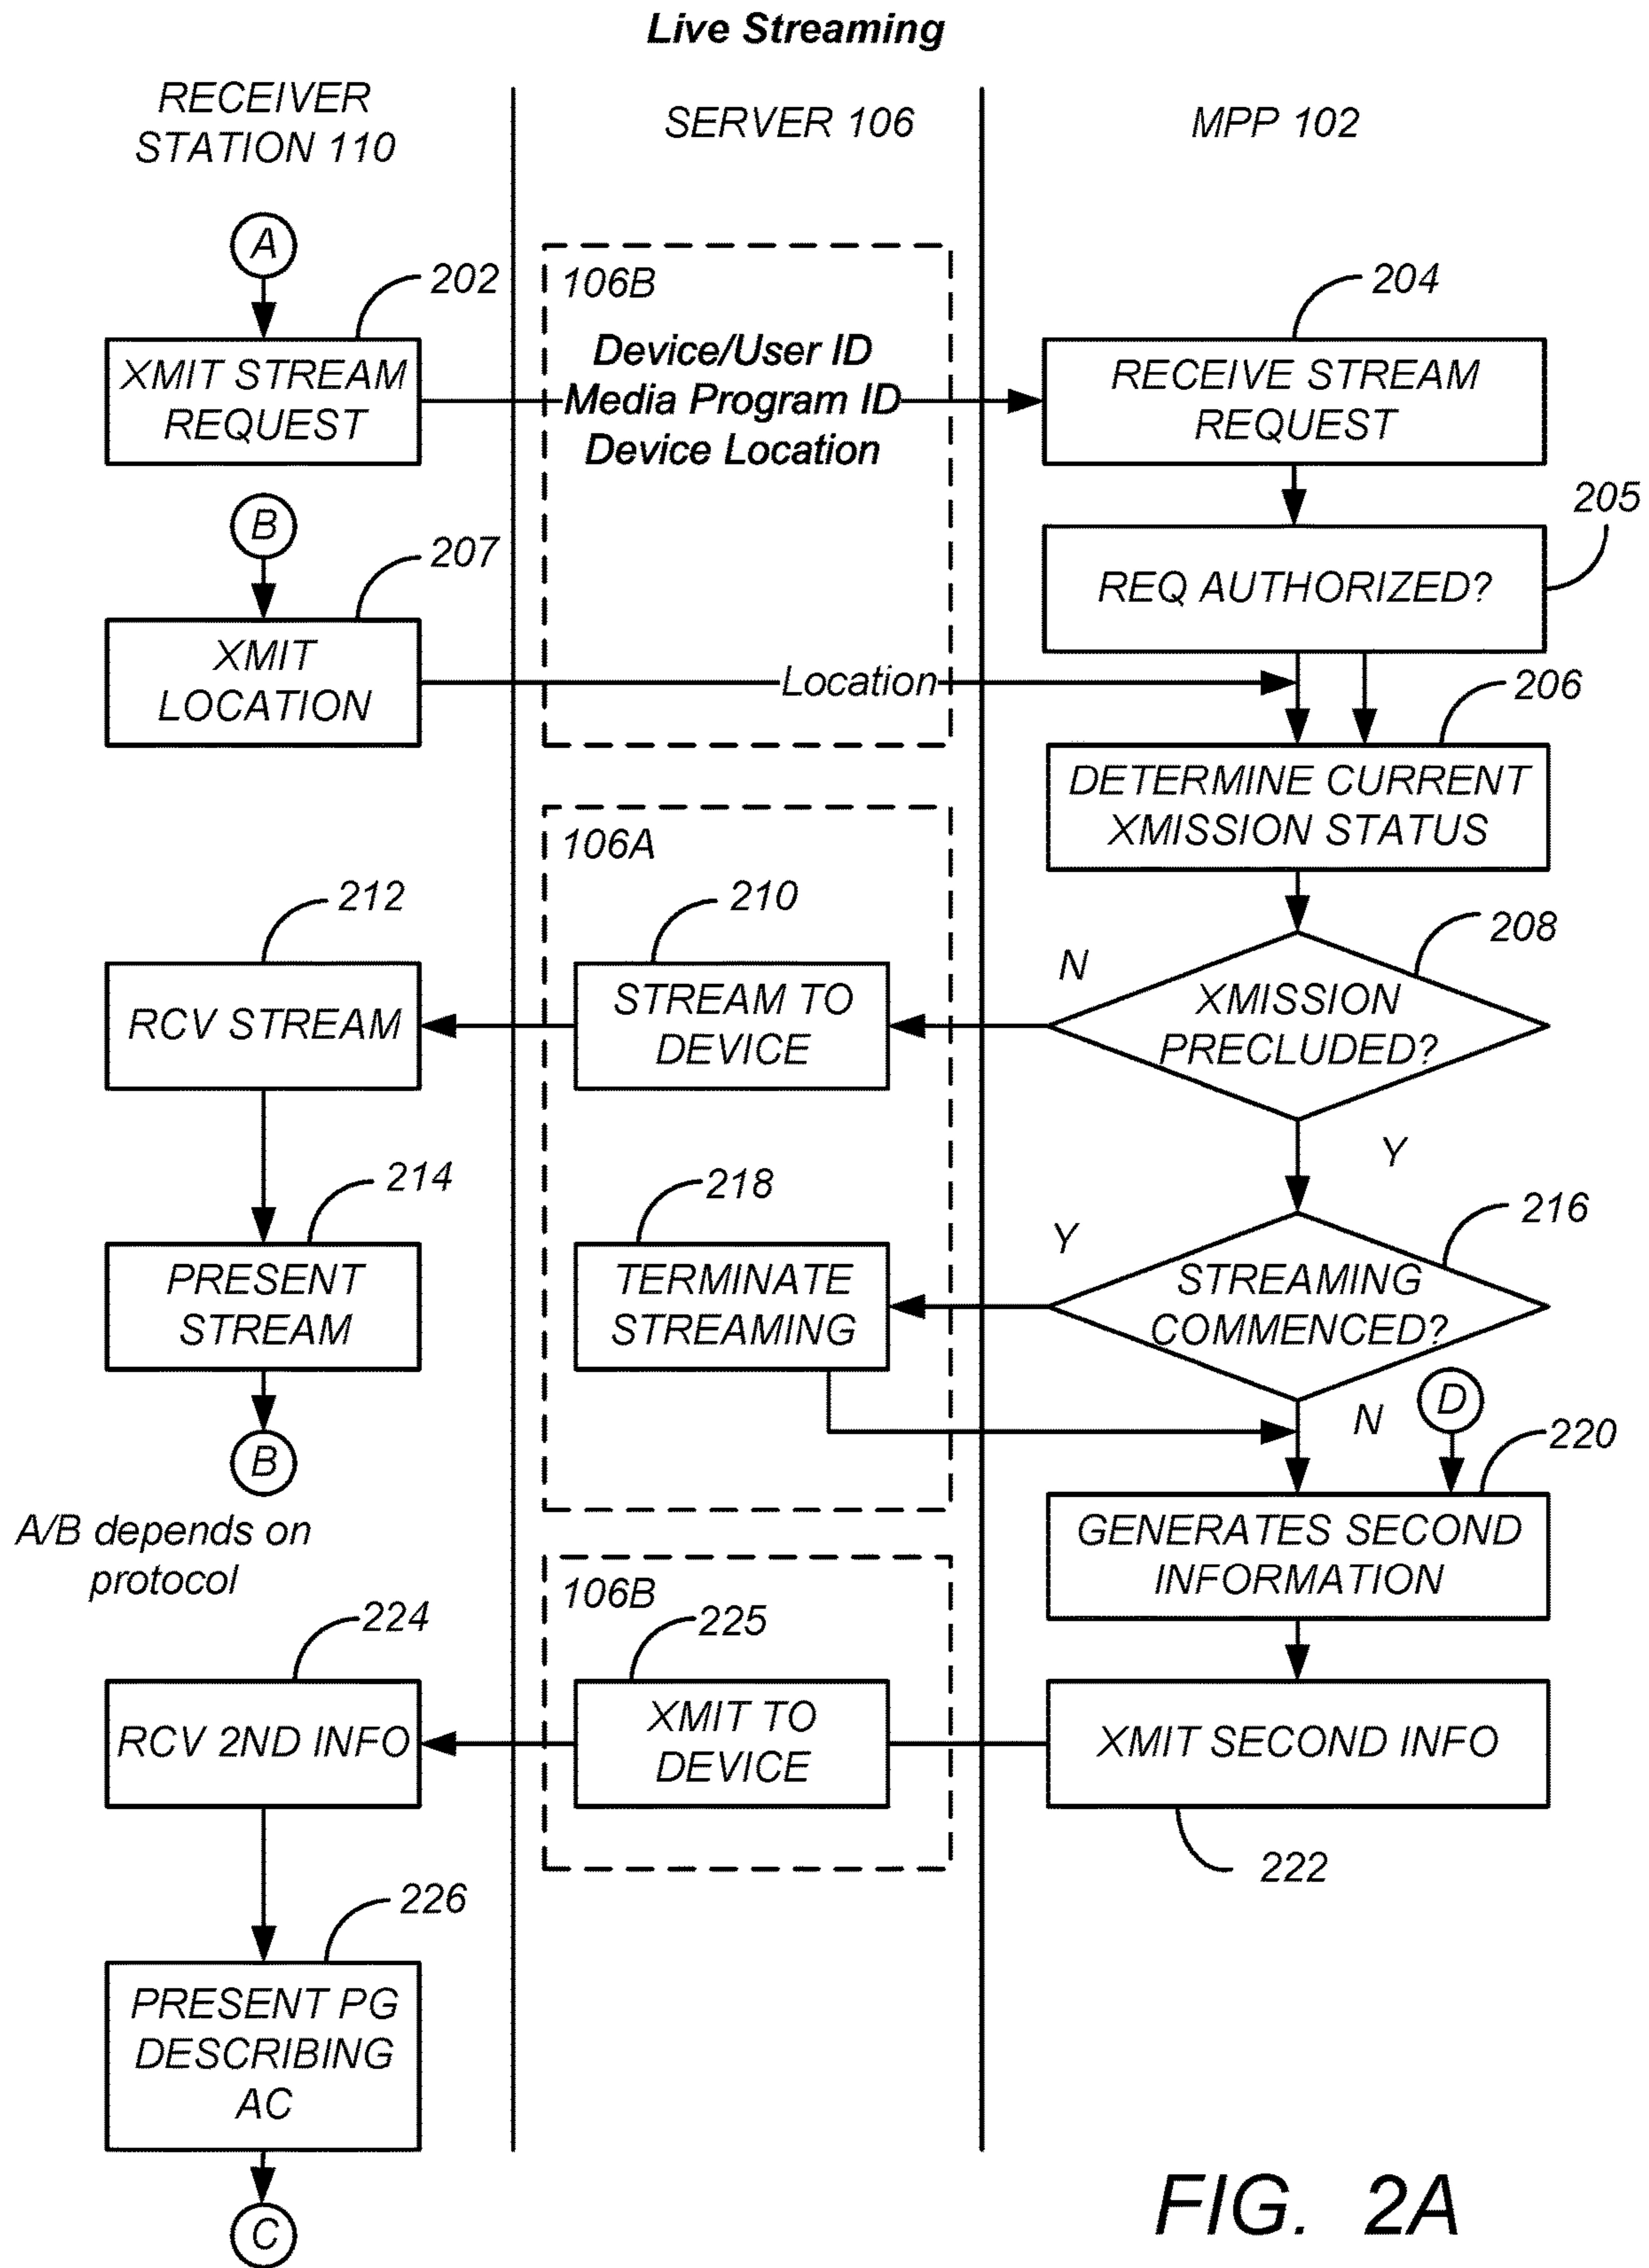 Live Streaming
RECEIVER
STATION 110
SERVER 106
MPP 102
A
202
106B
204
XMIT STREAM
REQUEST
Device/User ID
Media Program ID
Device Location
RECEIVE STREAM
REQUEST
205
B
207
REQ AUTHORIZED?
XMIT
LOCATION
Location
206
DETERMINE CURRENT
XMISSION STATUS
106A
212
210
208
N
RCV STREAM
STREAM TO
DEVICE
XMISSION
PRECLUDED?
Y
214
218
216
Y
PRESENT
STREAM
TERMINATE
STREAMING
STREAMING
COMMENCED?
N
D
220
B
A/B depends on
protocol
GENERATES SECOND
INFORMATION
106B
224
225
RCV 2ND INFO
XMIT TO
DEVICE
XMIT SECOND INFO
222
226
PRESENT PG
DESCRIBING
AC
C
FIG. 2A